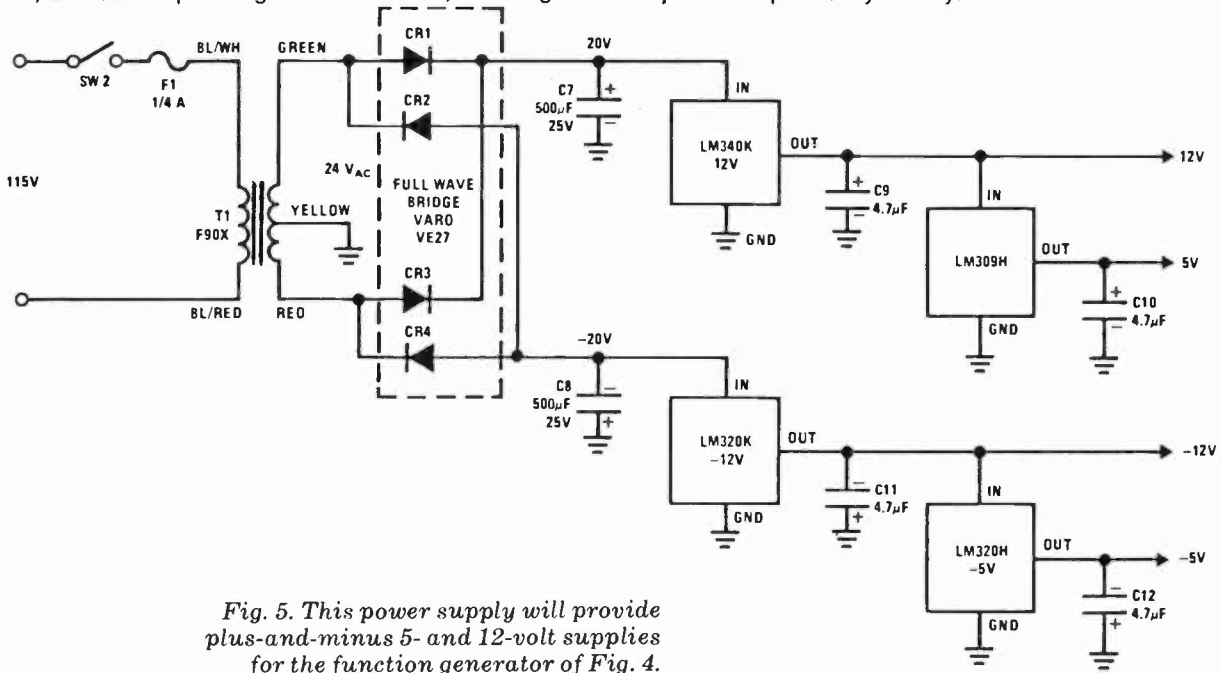 SW 2
F1
1/4 A
BL/WH
GREEN
115V
T1
F90X
YELLOW
24 VAC
BL/RED
RED
CR1
CR2
FULL WAVE
BRIDGE
VARO
VE27
CR3
CR4
20V
C7
500µF
25V
+
−
IN
LM340K
12V
OUT
GND
+
−
C9
4.7µF
12V
IN
LM309H
OUT
5V
GND
+
−
C10
4.7µF
−20V
C8
500µF
25V
−
+
IN
LM320K
−12V
OUT
GND
−
+
C11
4.7µF
−12V
IN
LM320H
−5V
OUT
−5V
GND
−
+
C12
4.7µF
Fig. 5. This power supply will provide
plus-and-minus 5- and 12-volt supplies
for the function generator of Fig. 4.